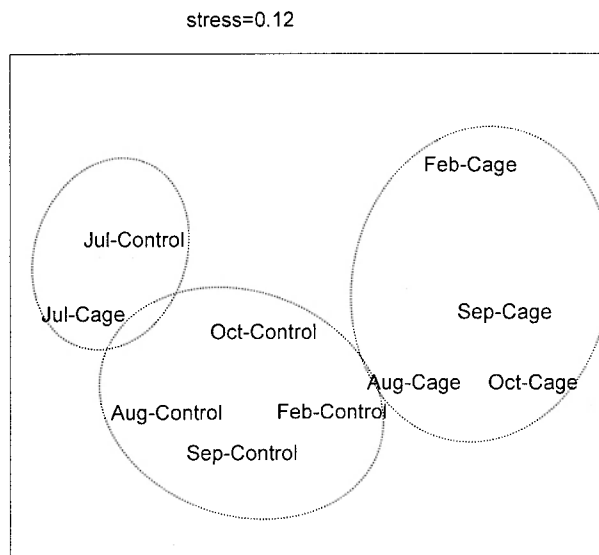 stress=0.12
Feb-Cage
Jul-Control
Jul-Cage
Sep-Cage
Oct-Control
Aug-Cage
Oct-Cage
Aug-Control
Feb-Control
Sep-Control